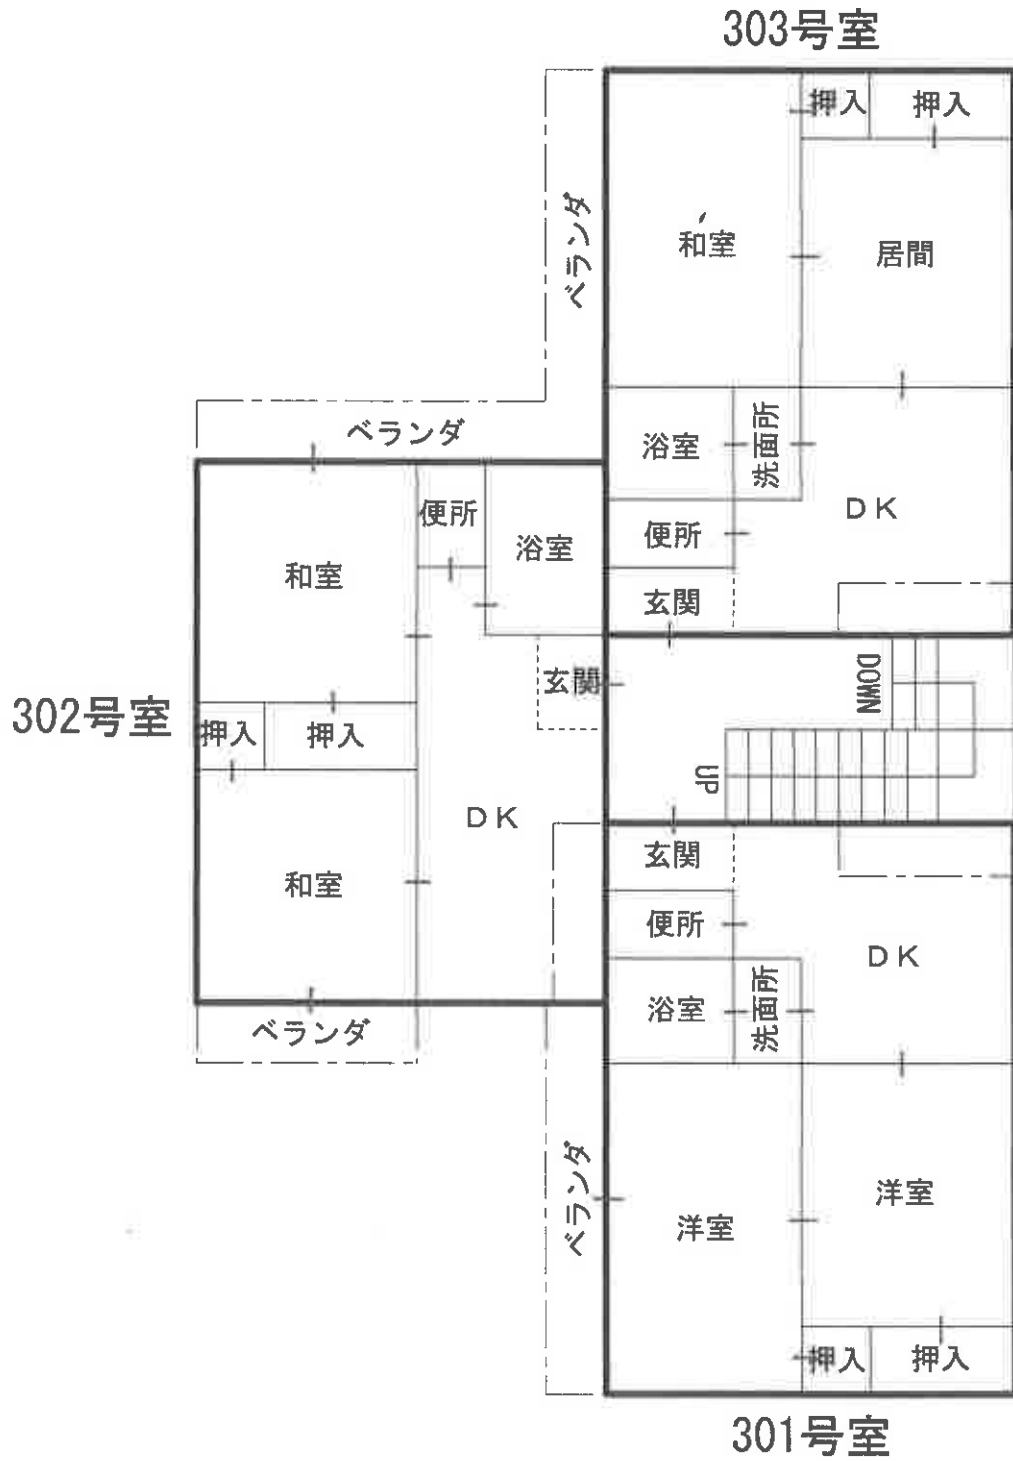 303号室
押入
押入
和室
居間
ベランダ
浴室
洗面所
便所
DK
玄関
ベランダ
便所
浴室
和室
玄関
302号室
押入
押入
DK
和室
ベランダ
DOWN
UP
玄関
便所
DK
浴室
洗面所
ベランダ
洋室
洋室
押入
押入
301号室